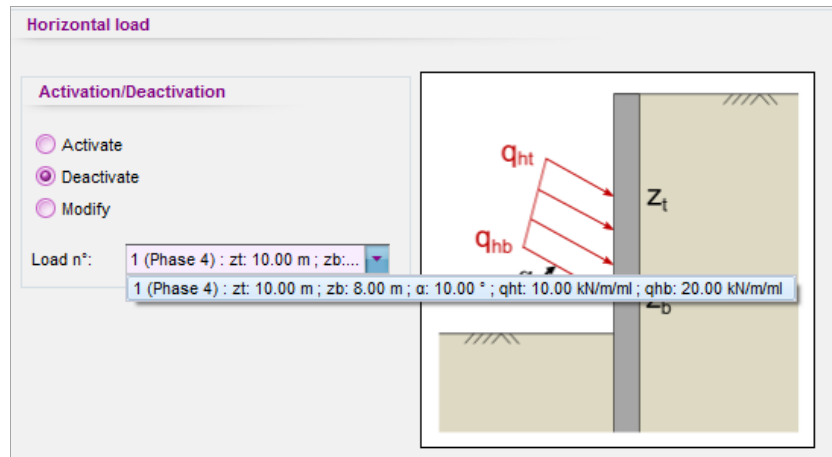 Horizontal load
Activation/Deactivation
Activate
Deactivate
Modify
Load n°: 1 (Phase 4) : zt: 10.00 m ; zb:...
1 (Phase 4) : zt: 10.00 m ; zb: 8.00 m ; α: 10.00 ° ; qht: 10.00 kN/m/ml ; qhb: 20.00 kN/m/ml
qht
zt
qhb
zb